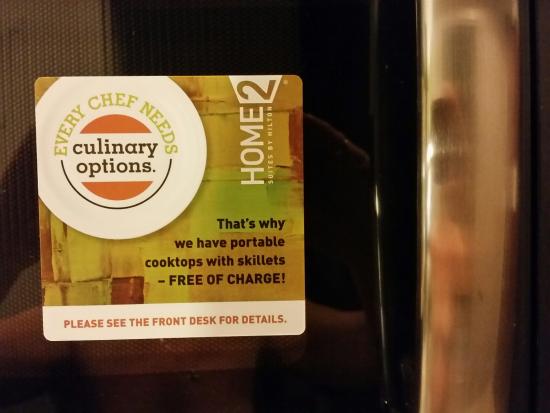 EVERY CHEF NEEDS
culinary
options.
HOME2
SUITES BY HILTON
That's why
we have portable
cooktops with skillets
– FREE OF CHARGE!
PLEASE SEE THE FRONT DESK FOR DETAILS.